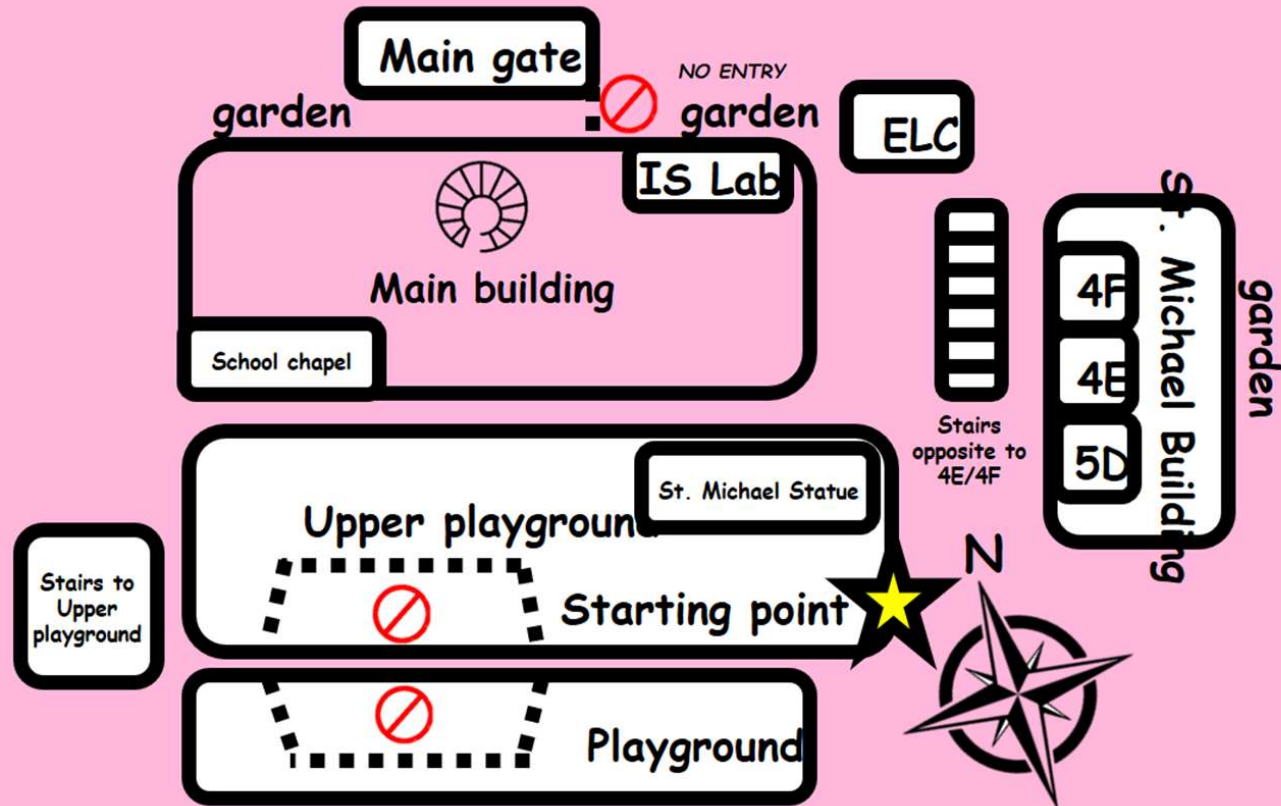 Main gate
NO ENTRY
garden
garden
ELC
IS Lab
Main building
School chapel
4F
4E
5D
St. Michael Building
garden
Stairs
opposite to
4E/4F
St. Michael Statue
Upper playground
Stairs to
Upper
playground
Starting point
N
Playground